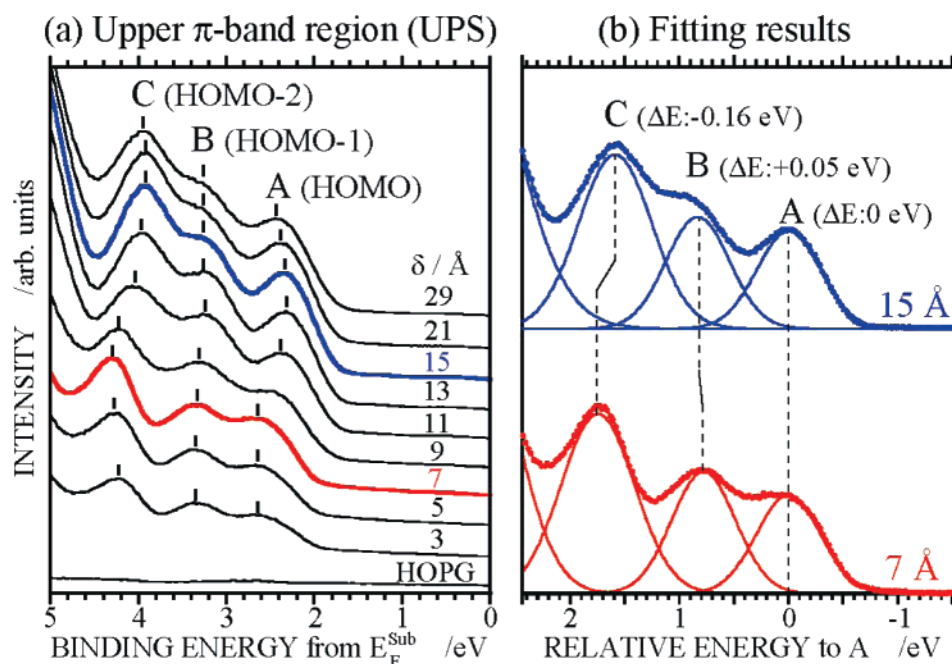 (a) Upper π-band region (UPS)
C (HOMO-2)
B (HOMO-1)
A (HOMO)
δ / Å
29
21
15
13
11
9
7
5
3
HOPG
INTENSITY /arb. units
5 4 3 2 1 0
BINDING ENERGY from E_F^Sub /eV
(b) Fitting results
C (ΔE:-0.16 eV)
B (ΔE:+0.05 eV)
A (ΔE:0 eV)
15 Å
7 Å
2 1 0 -1
RELATIVE ENERGY to A /eV